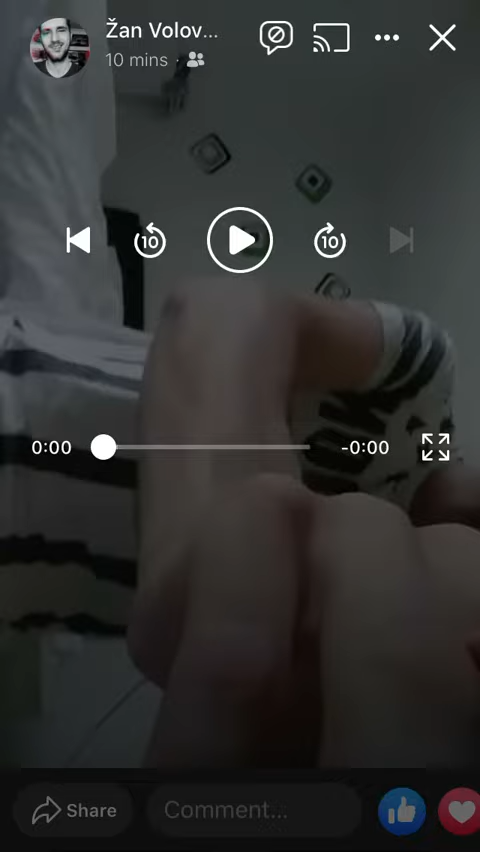 Žan Volov...
10 mins ·
10
10
0:00
-0:00
Share
Comment...